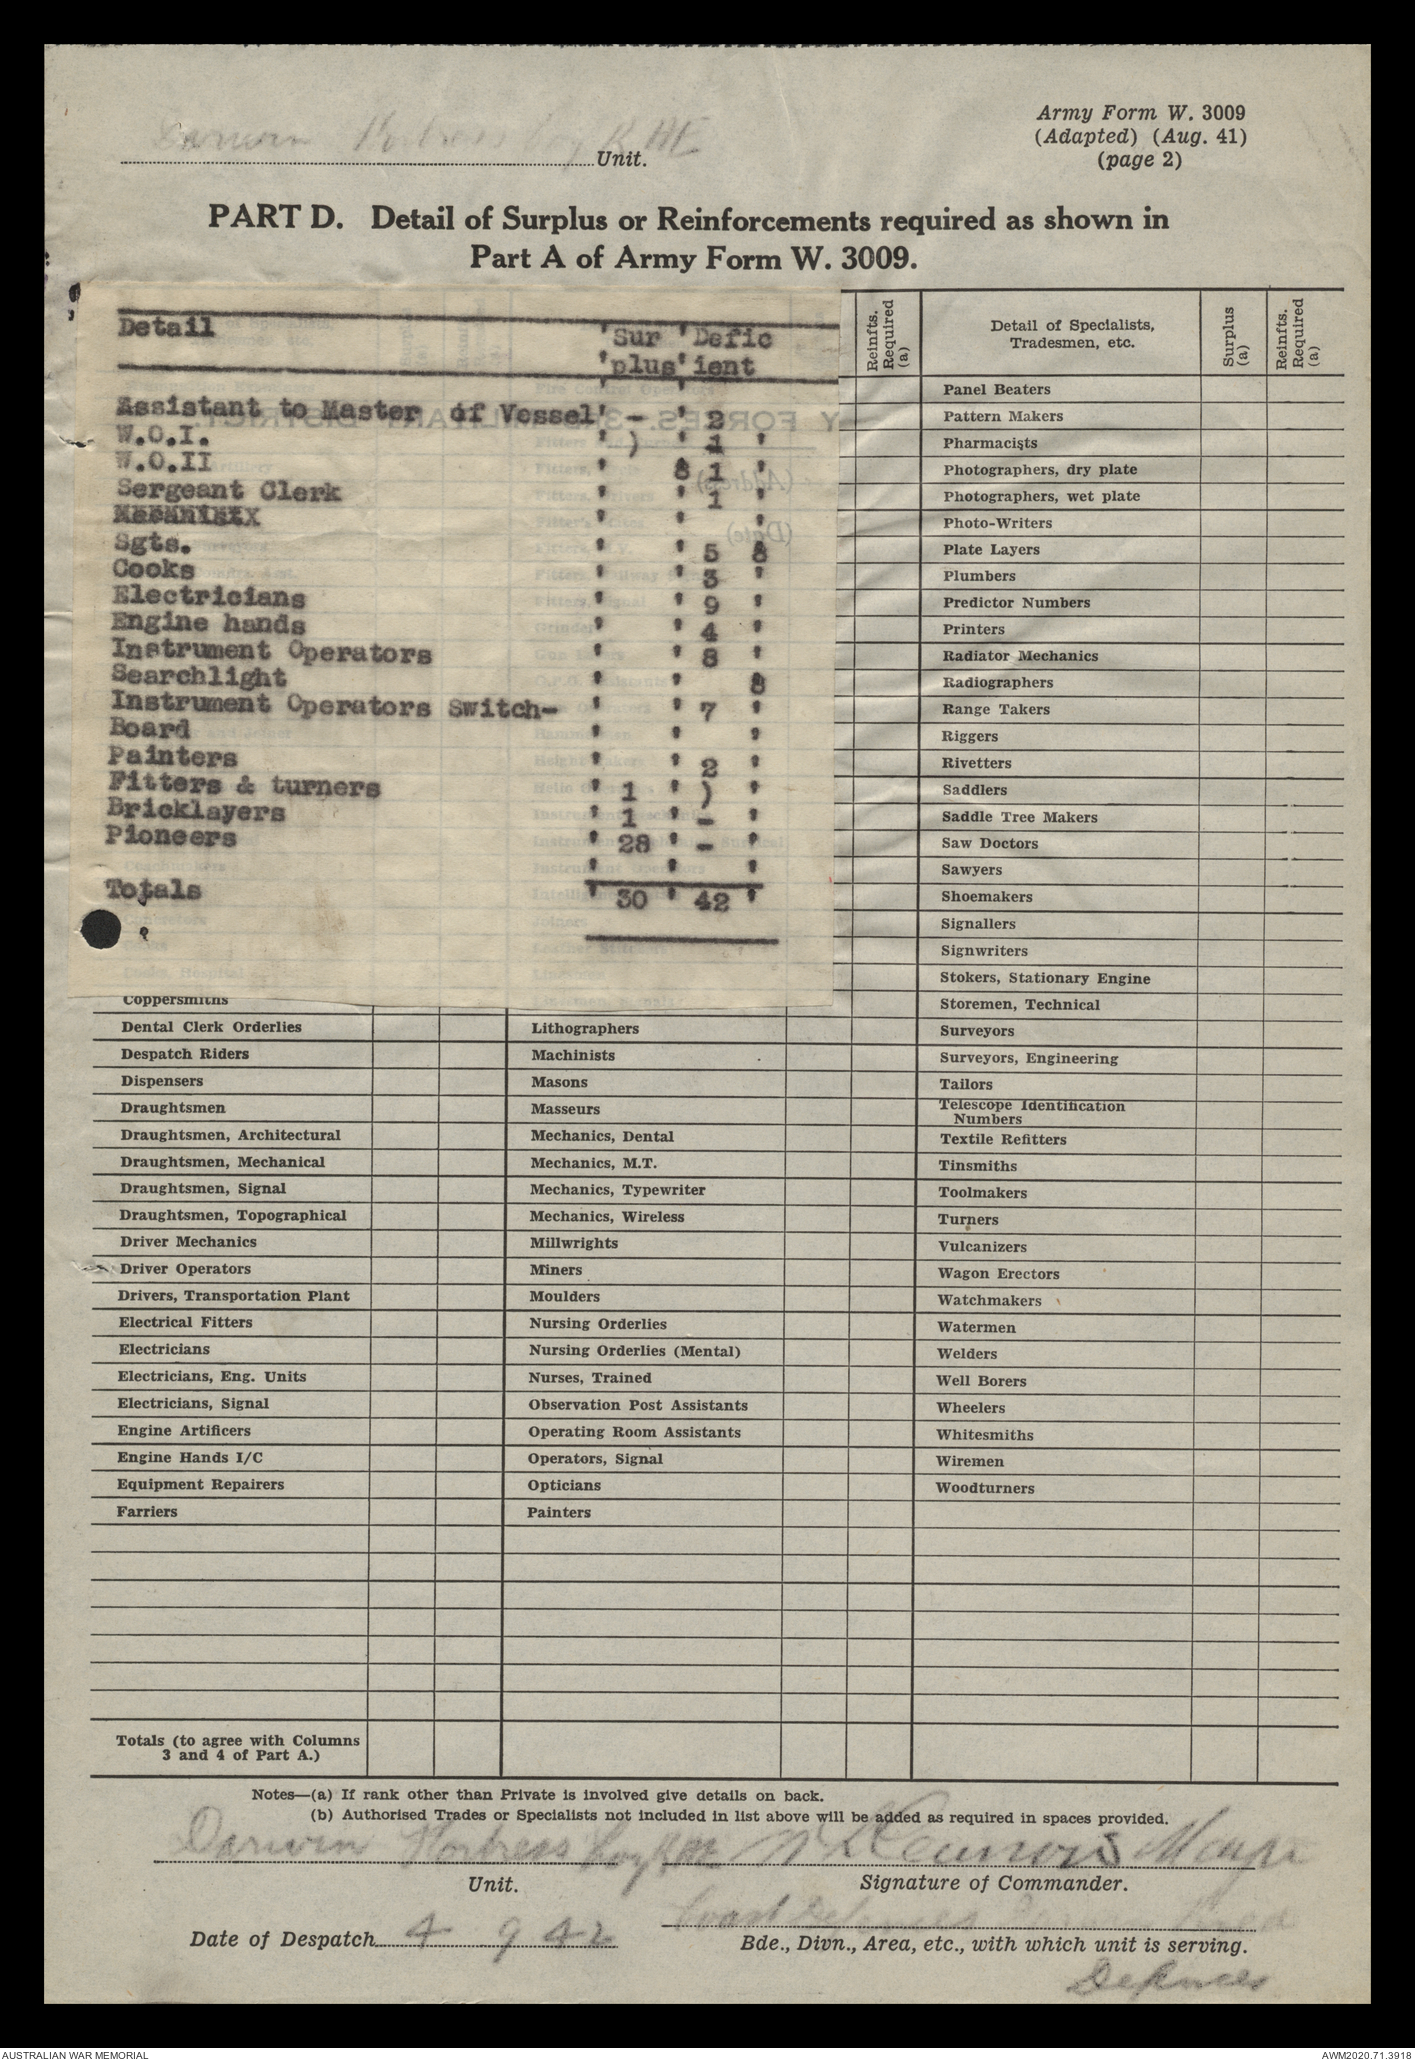 Darwin Fortress Coy R.AE
Unit.
Army Form W. 3009
(Adapted) (Aug. 41)
(page 2)
PART D. Detail of Surplus or Reinforcements required as shown in
Part A of Army Form W. 3009.
Detail ' Sur ' Defic
' plus' ient
Assistant to Master of Vessel' - ' 2
W.O.I. ' ) ' 1 '
W.O.II ' 8 1 '
Sergeant Clerk ' ' 1
Sgts. ' ' 5 8
Cooks ' ' 3 '
Electricians ' ' 9 '
Engine hands ' ' 4 '
Instrument Operators ' ' 8 '
Searchlight ' ' 8
Instrument Operators Switch- ' ' 7 '
Board ' ' '
Painters ' ' 2 '
Fitters & turners ' 1 ' ) '
Bricklayers ' 1 ' - '
Pioneers ' 28 ' - '
Totals ' 30 ' 42 '
Reinfts. Required (a)
Detail of Specialists, Tradesmen, etc.
Surplus (a)
Reinfts. Required (a)
Panel Beaters
Pattern Makers
Pharmacists
Photographers, dry plate
Photographers, wet plate
Photo-Writers
Plate Layers
Plumbers
Predictor Numbers
Printers
Radiator Mechanics
Radiographers
Range Takers
Riggers
Rivetters
Saddlers
Saddle Tree Makers
Saw Doctors
Sawyers
Shoemakers
Signallers
Signwriters
Stokers, Stationary Engine
Coppersmiths Storemen, Technical
Dental Clerk Orderlies Lithographers Surveyors
Despatch Riders Machinists Surveyors, Engineering
Dispensers Masons Tailors
Draughtsmen Masseurs Telescope Identification
Numbers
Draughtsmen, Architectural Mechanics, Dental Textile Refitters
Draughtsmen, Mechanical Mechanics, M.T. Tinsmiths
Draughtsmen, Signal Mechanics, Typewriter Toolmakers
Draughtsmen, Topographical Mechanics, Wireless Turners
Driver Mechanics Millwrights Vulcanizers
Driver Operators Miners Wagon Erectors
Drivers, Transportation Plant Moulders Watchmakers
Electrical Fitters Nursing Orderlies Watermen
Electricians Nursing Orderlies (Mental) Welders
Electricians, Eng. Units Nurses, Trained Well Borers
Electricians, Signal Observation Post Assistants Wheelers
Engine Artificers Operating Room Assistants Whitesmiths
Engine Hands I/C Operators, Signal Wiremen
Equipment Repairers Opticians Woodturners
Farriers Painters
Totals (to agree with Columns
3 and 4 of Part A.)
Notes—(a) If rank other than Private is involved give details on back.
(b) Authorised Trades or Specialists not included in list above will be added as required in spaces provided.
Darwin Fortress Coy RAE
Unit.
Major
Signature of Commander.
Coast Defences
Date of Despatch 4 9 42
Bde., Divn., Area, etc., with which unit is serving.
Defences
AUSTRALIAN WAR MEMORIAL
AWM2020.71.3918